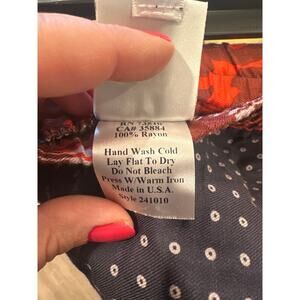 CA# 35884
100% Rayon
Hand Wash Cold
Lay Flat To Dry
Do Not Bleach
Press W/Warm Iron
Made in U.S.A.
Style 241010